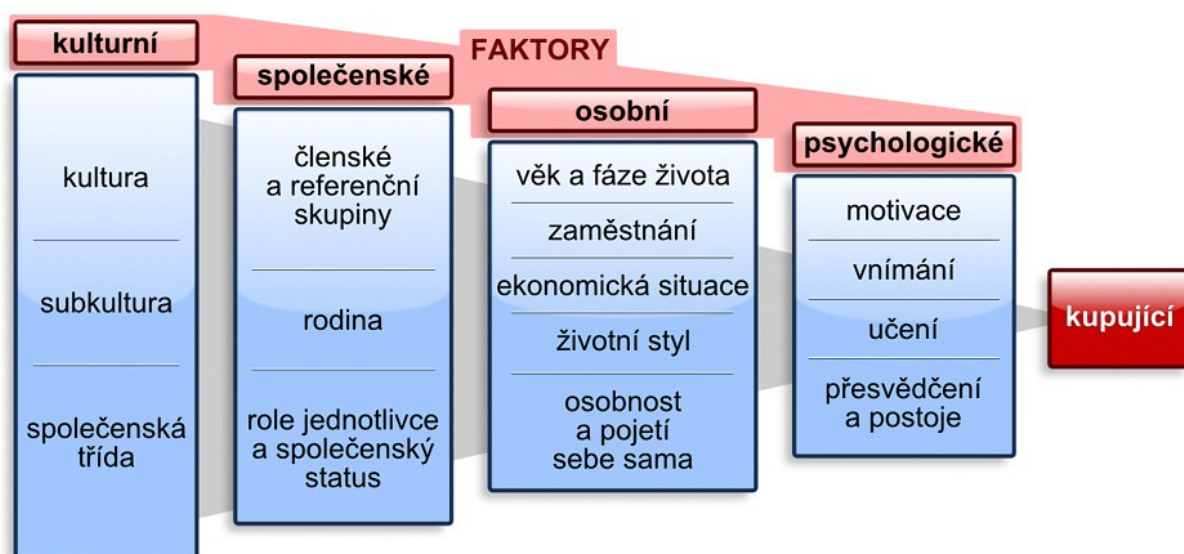 FAKTORY
kulturní
kultura
subkultura
společenská
třída
společenské
členské
a referenční
skupiny
rodina
role jednotlivce
a společenský
status
osobní
věk a fáze života
zaměstnání
ekonomická situace
životní styl
osobnost
a pojetí
sebe sama
psychologické
motivace
vnímání
učení
přesvědčení
a postoje
kupující